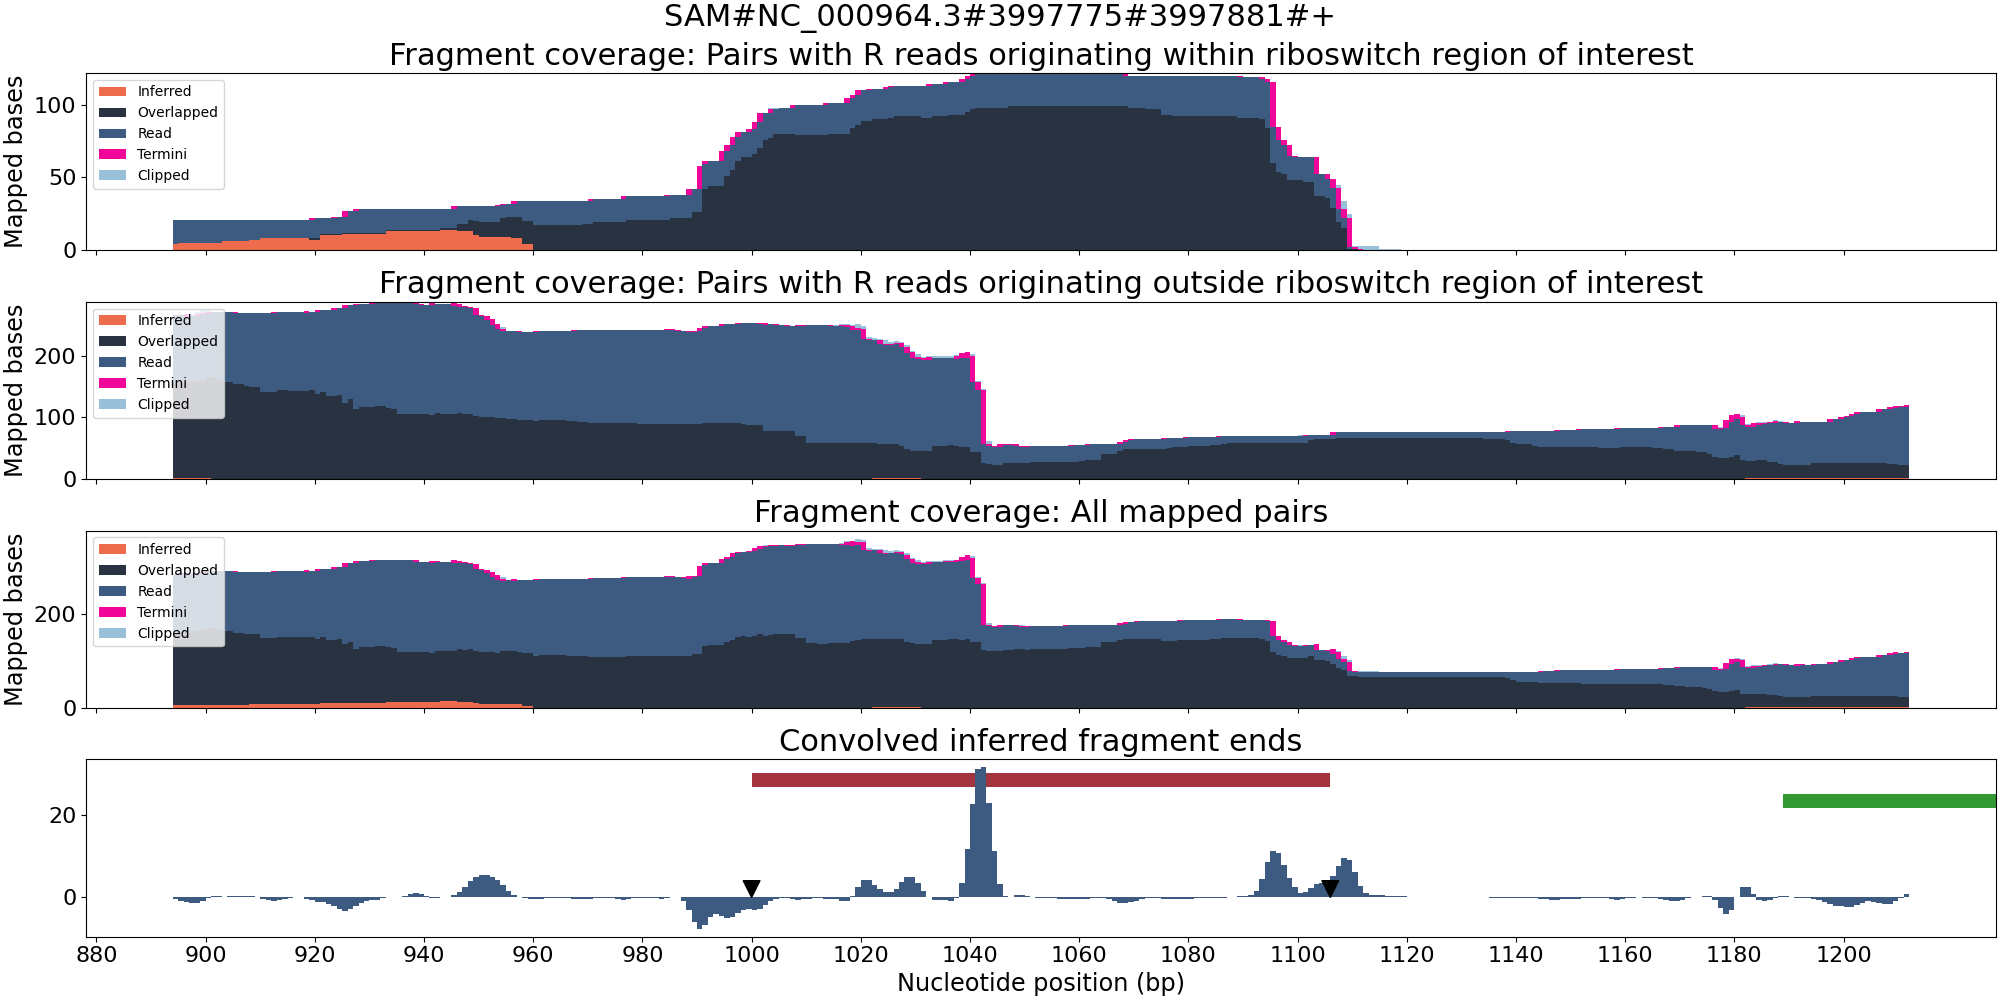 SAM#NC_000964.3#3997775#3997881#+
Fragment coverage: Pairs with R reads originating within riboswitch region of interest
Mapped bases
100
50
0
Inferred
Overlapped
Read
Termini
Clipped
Fragment coverage: Pairs with R reads originating outside riboswitch region of interest
Mapped bases
200
100
0
Inferred
Overlapped
Read
Termini
Clipped
Fragment coverage: All mapped pairs
Mapped bases
200
0
Inferred
Overlapped
Read
Termini
Clipped
Convolved inferred fragment ends
20
0
880 900 920 940 960 980 1000 1020 1040 1060 1080 1100 1120 1140 1160 1180 1200
Nucleotide position (bp)